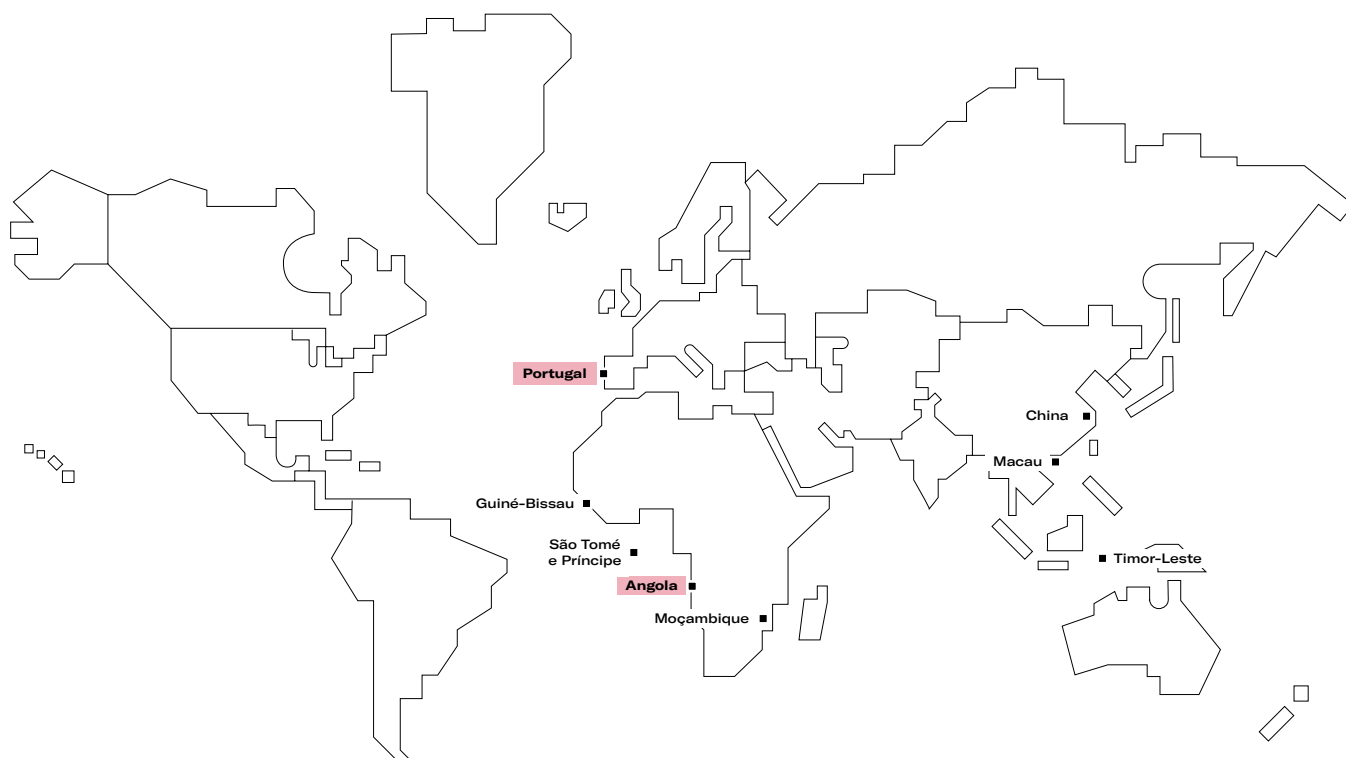 Portugal
China
Macau
Guiné-Bissau
São Tomé
e Príncipe
Timor-Leste
Angola
Moçambique